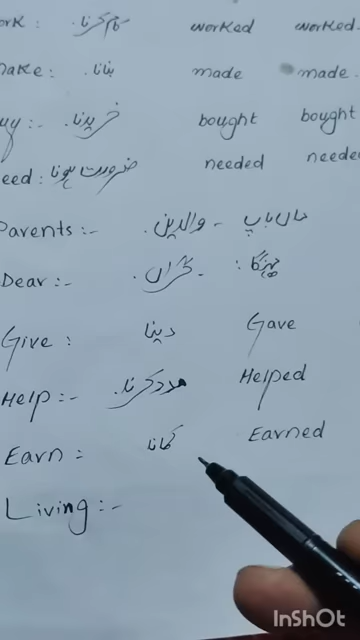 ork : کام کرنا. worked worked.
ake : بنانا. made made.
uy :- خریدنا. bought bought
eed : ضرورت ہونا needed neede
Parents :- والدین. - ماں باپ
Dear :- گراں. - مہنگا :
Give : دینا Gave
Help :- مدد کرنا. Helped
Earn : کمانا Earned
Living :-
InShOt